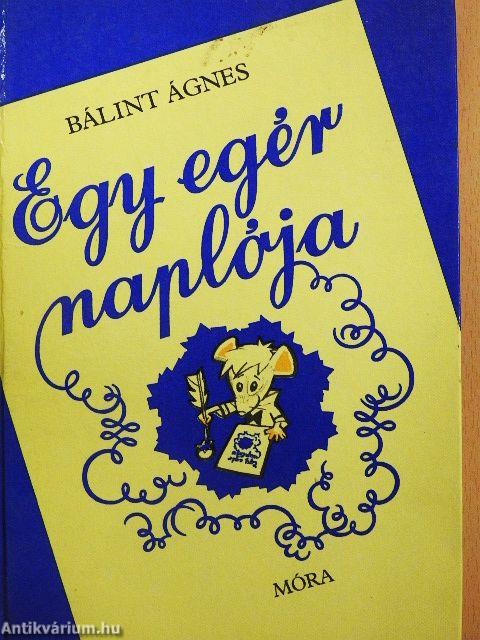 BÁLINT ÁGNES
Egy egér
naplója
MÓRA
Antikvárium.hu